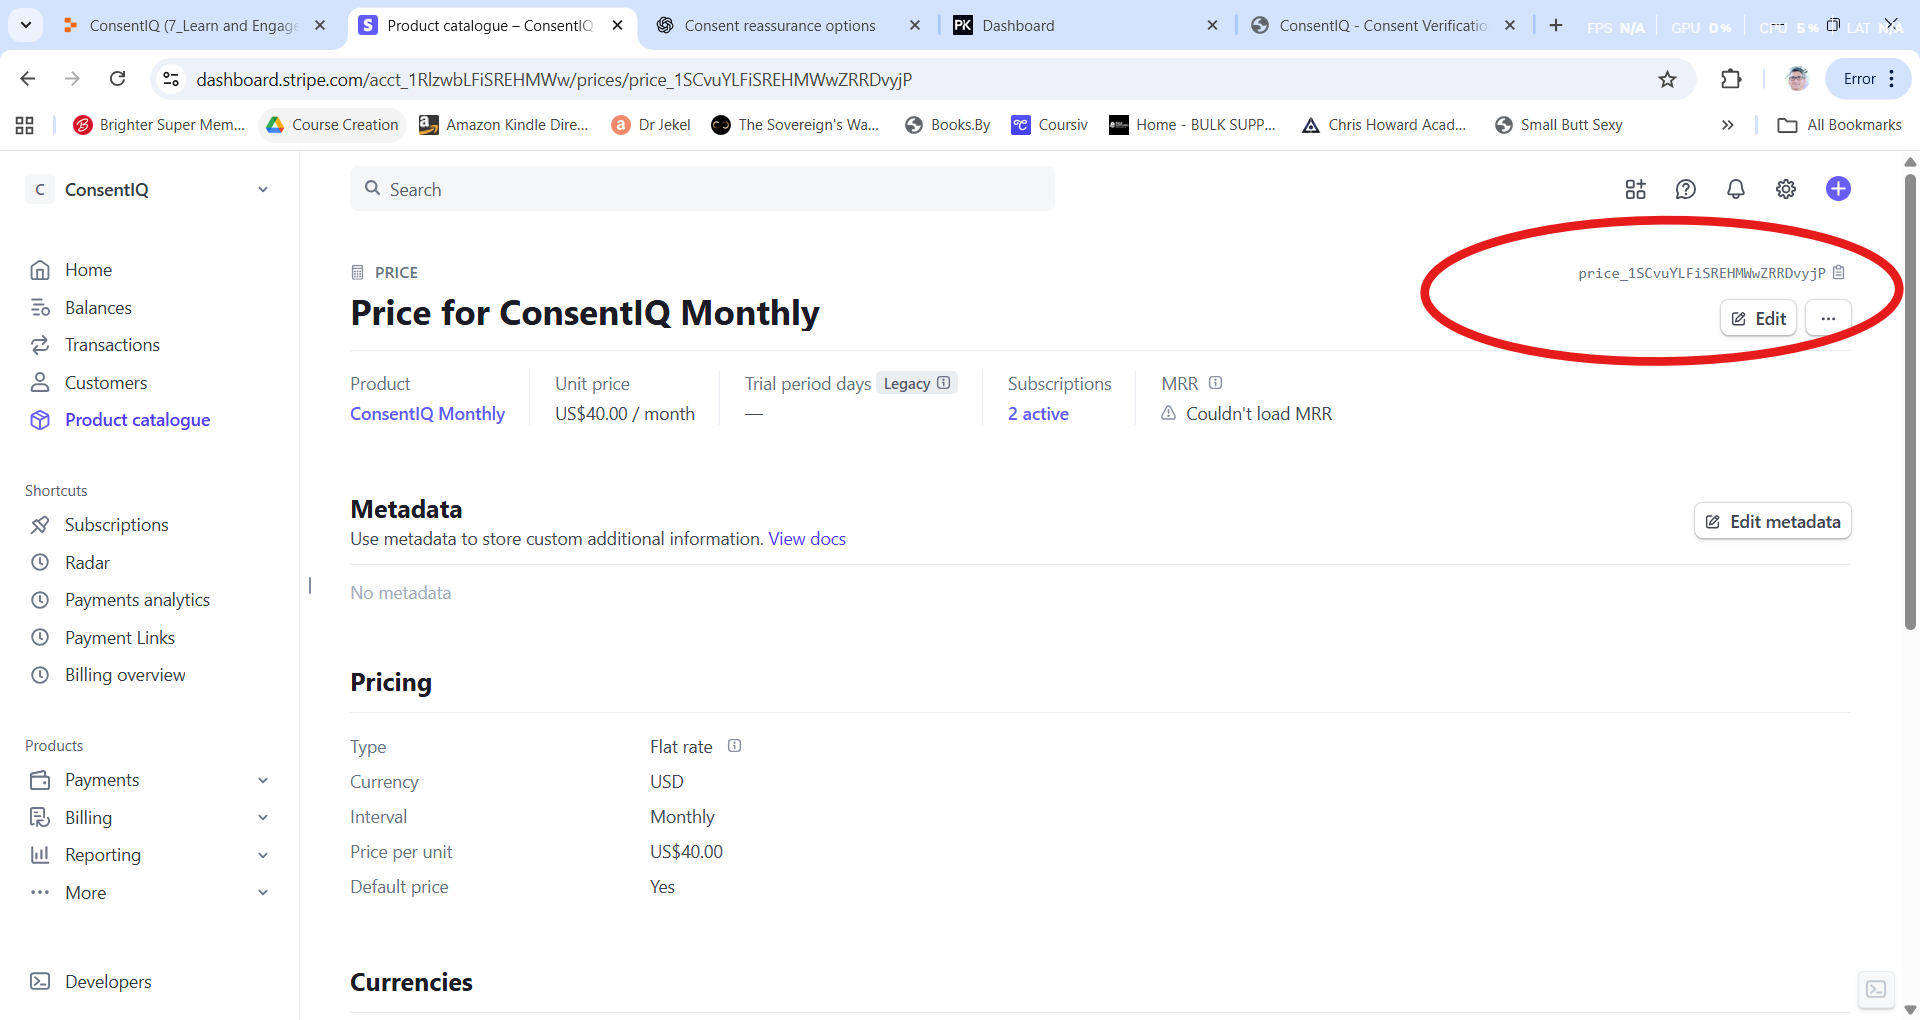 ConsentIQ (7_Learn and Engage
Product catalogue – ConsentIQ
Consent reassurance options
Dashboard
ConsentIQ - Consent Verificatio
FPS N/A GPU 0% CPU 5% LAT N/A
dashboard.stripe.com/acct_1RlzwbLFiSREHMWw/prices/price_1SCvuYLFiSREHMWwZRRDvyjP
Error
Brighter Super Mem...
Course Creation
Amazon Kindle Dire...
Dr Jekel
The Sovereign's Wa...
Books.By
Coursiv
Home - BULK SUPP...
Chris Howard Acad...
Small Butt Sexy
All Bookmarks
C ConsentIQ
Search
Home
Balances
Transactions
Customers
Product catalogue
Shortcuts
Subscriptions
Radar
Payments analytics
Payment Links
Billing overview
Products
Payments
Billing
Reporting
More
Developers
PRICE
price_1SCvuYLFiSREHMWwZRRDvyjP
Price for ConsentIQ Monthly
Edit
Product
ConsentIQ Monthly
Unit price
US$40.00 / month
Trial period days Legacy
—
Subscriptions
2 active
MRR
Couldn't load MRR
Metadata
Use metadata to store custom additional information. View docs
Edit metadata
No metadata
Pricing
Type Flat rate
Currency USD
Interval Monthly
Price per unit US$40.00
Default price Yes
Currencies